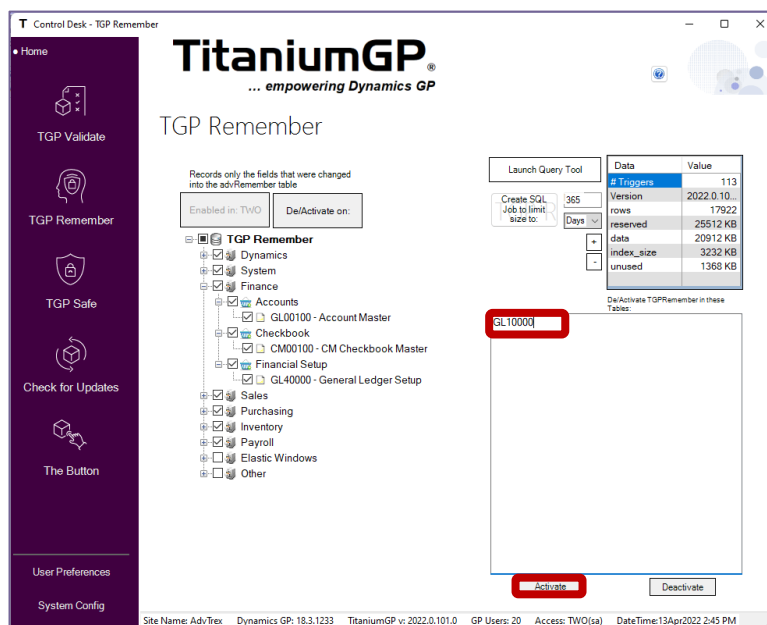 T Control Desk - TGP Remember
• Home
TGP Validate
TGP Remember
TGP Safe
Check for Updates
The Button
User Preferences
System Config
TitaniumGP®
... empowering Dynamics GP
TGP Remember
Records only the fields that were changed
into the advRemember table
Enabled in: TWO
De/Activate on:
TGP Remember
Dynamics
System
Finance
Accounts
GL00100 - Account Master
Checkbook
CM00100 - CM Checkbook Master
Financial Setup
GL40000 - General Ledger Setup
Sales
Purchasing
Inventory
Payroll
Elastic Windows
Other
Launch Query Tool
Create SQL
Job to limit
size to:
365
Days
+
-
Data Value
# Triggers 113
Version 2022.0.10...
rows 17922
reserved 25512 KB
data 20912 KB
index_size 3232 KB
unused 1368 KB
De/Activate TGPRemember in these
Tables:
GL10000
Activate
Deactivate
Site Name: AdvTrex Dynamics GP: 18.3.1233 TitaniumGP v: 2022.0.101.0 GP Users: 20 Access: TWO(sa) DateTime:13Apr2022 2:45 PM